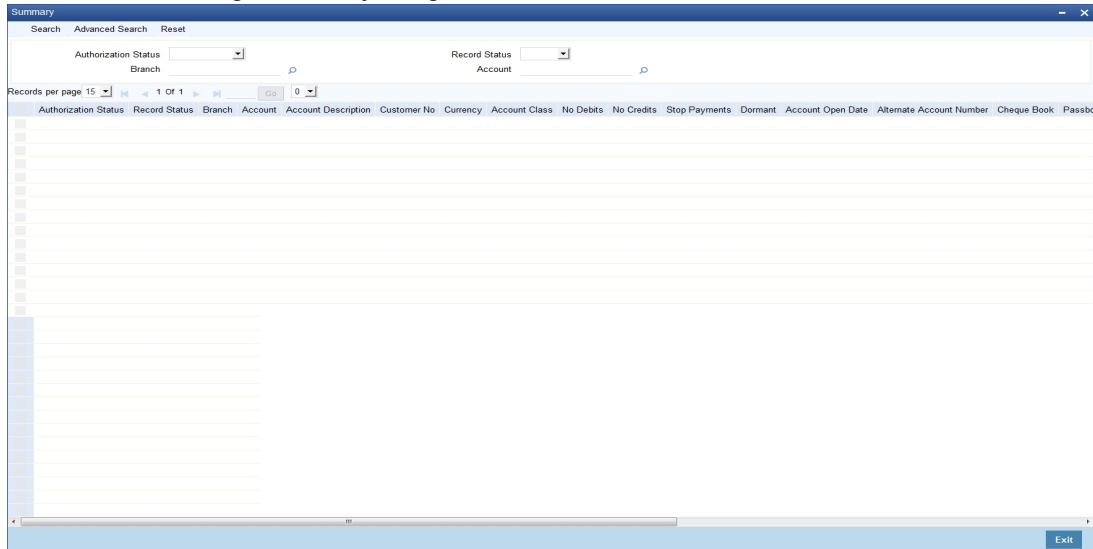 Summary
Search Advanced Search Reset
Authorization Status Record Status
Branch Account
Records per page 15 1 Of 1 Go 0
Authorization Status Record Status Branch Account Account Description Customer No Currency Account Class No Debits No Credits Stop Payments Dormant Account Open Date Alternate Account Number Cheque Book Passbo
Exit